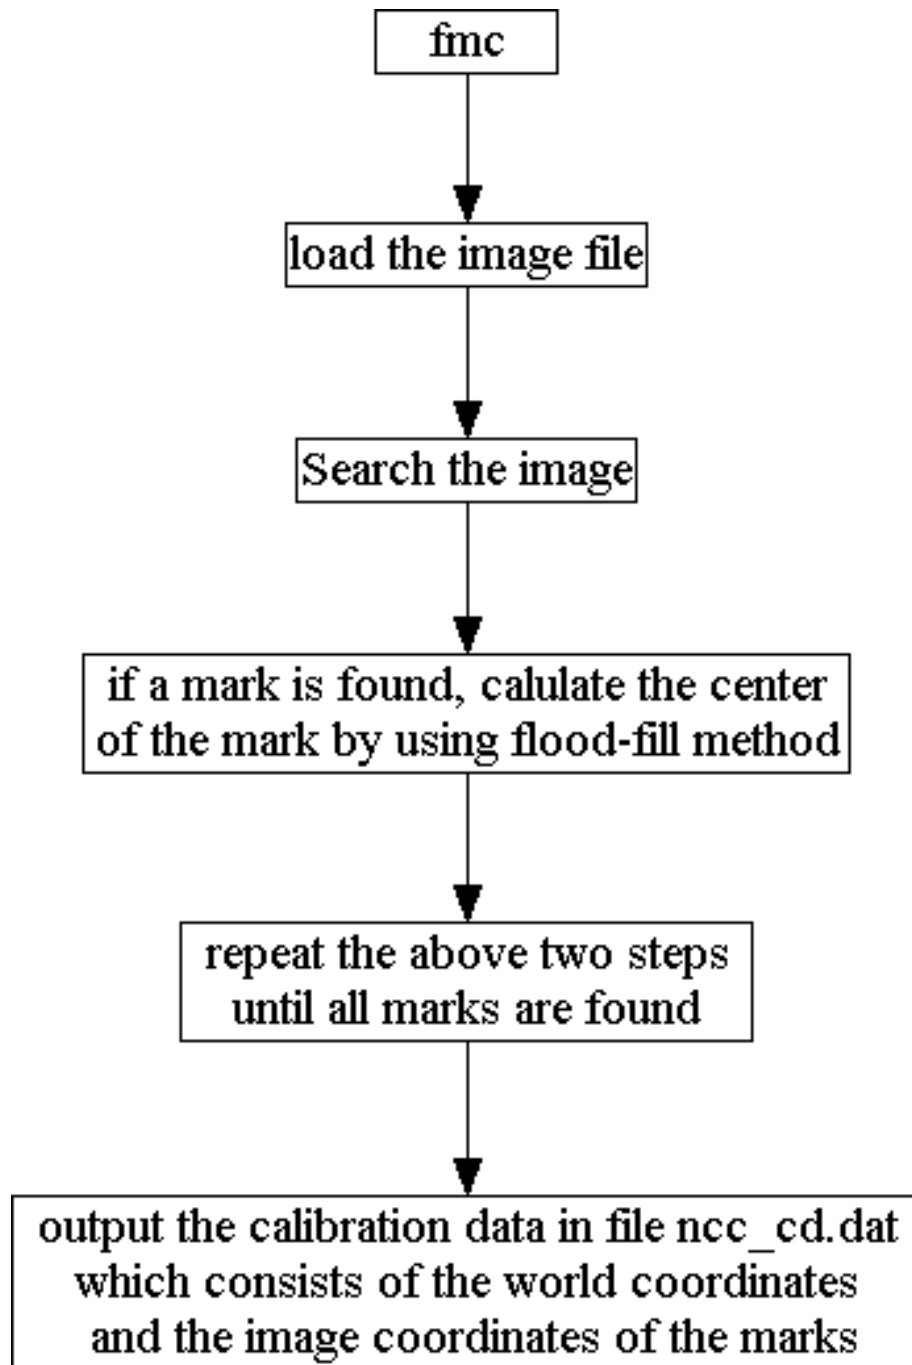 fmc
load the image file
Search the image
if a mark is found, calulate the center
of the mark by using flood-fill method
repeat the above two steps
until all marks are found
output the calibration data in file ncc_cd.dat
which consists of the world coordinates
and the image coordinates of the marks